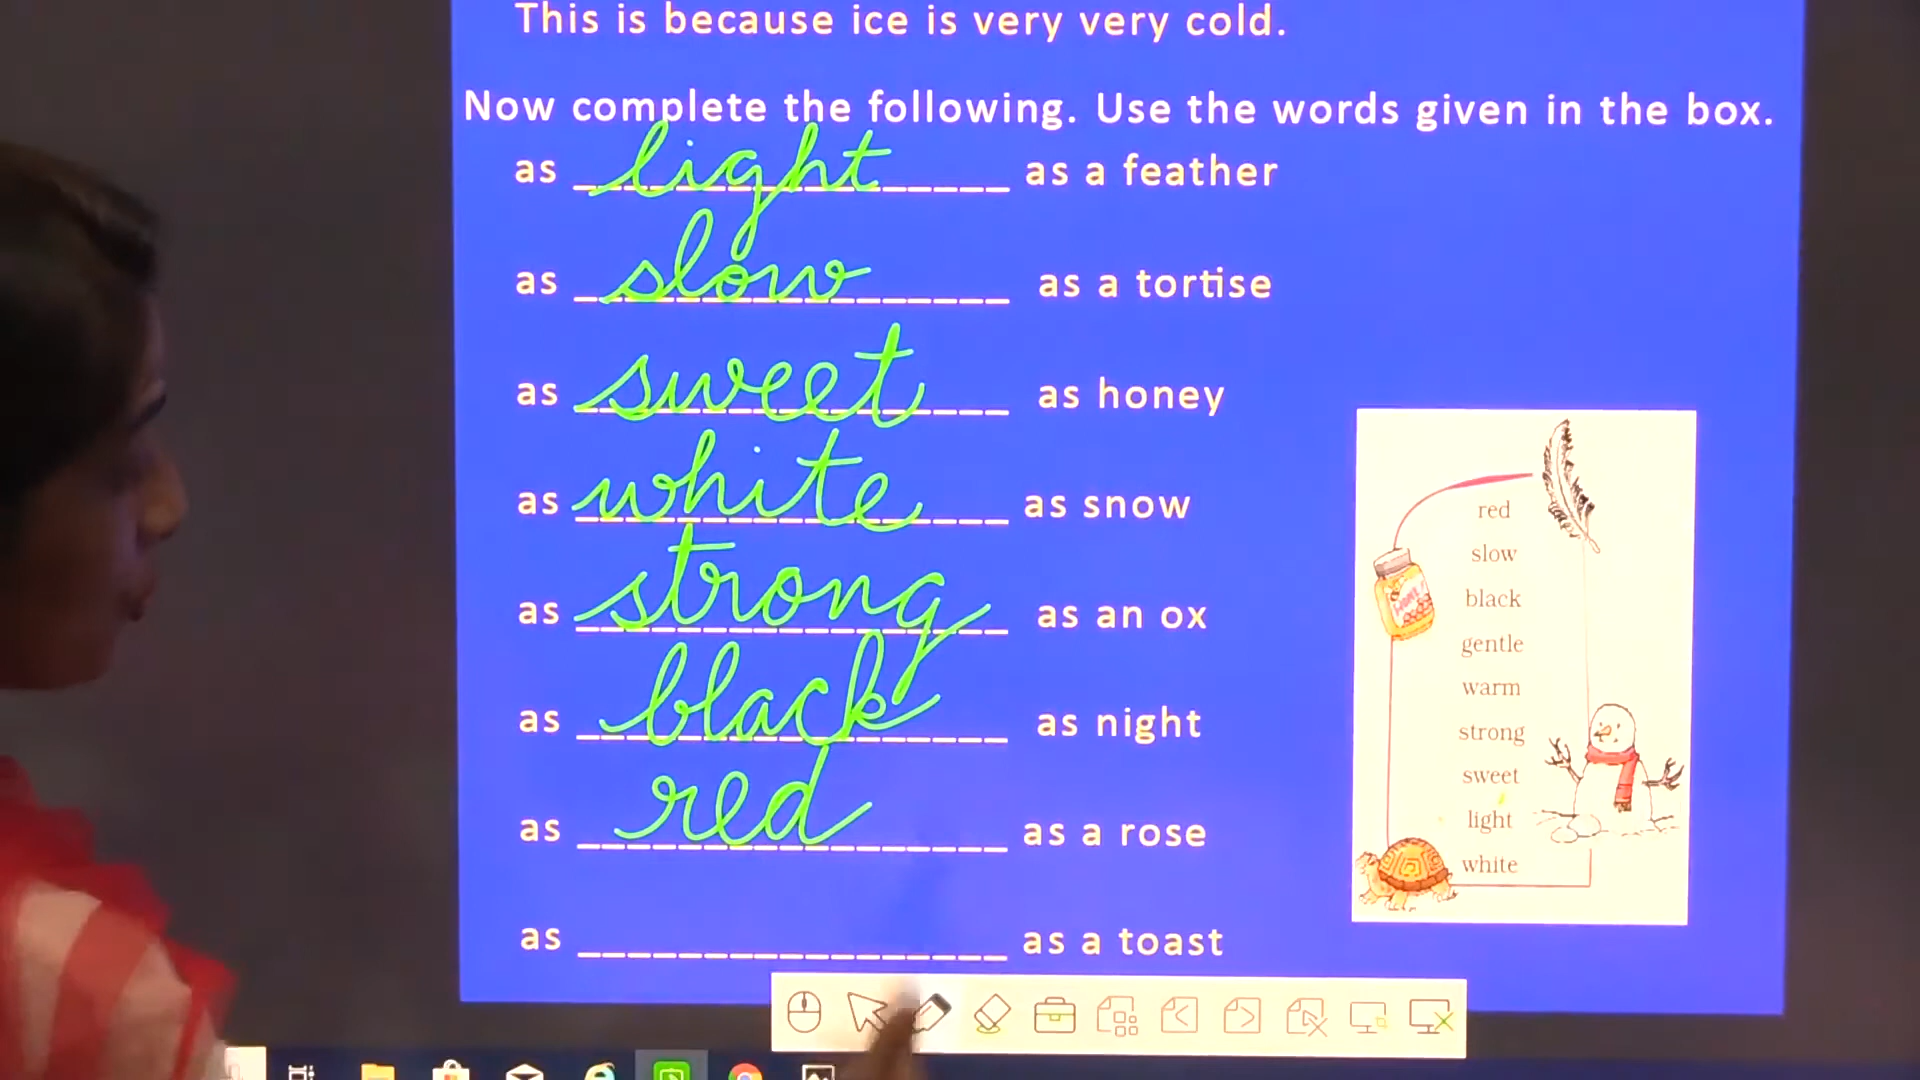 This is because ice is very very cold.
Now complete the following. Use the words given in the box.
as light as a feather
as slow as a tortise
as sweet as honey
as white as snow
as strong as an ox
as black as night
as red as a rose
as ____________________ as a toast
red
slow
black
gentle
warm
strong
sweet
light
white